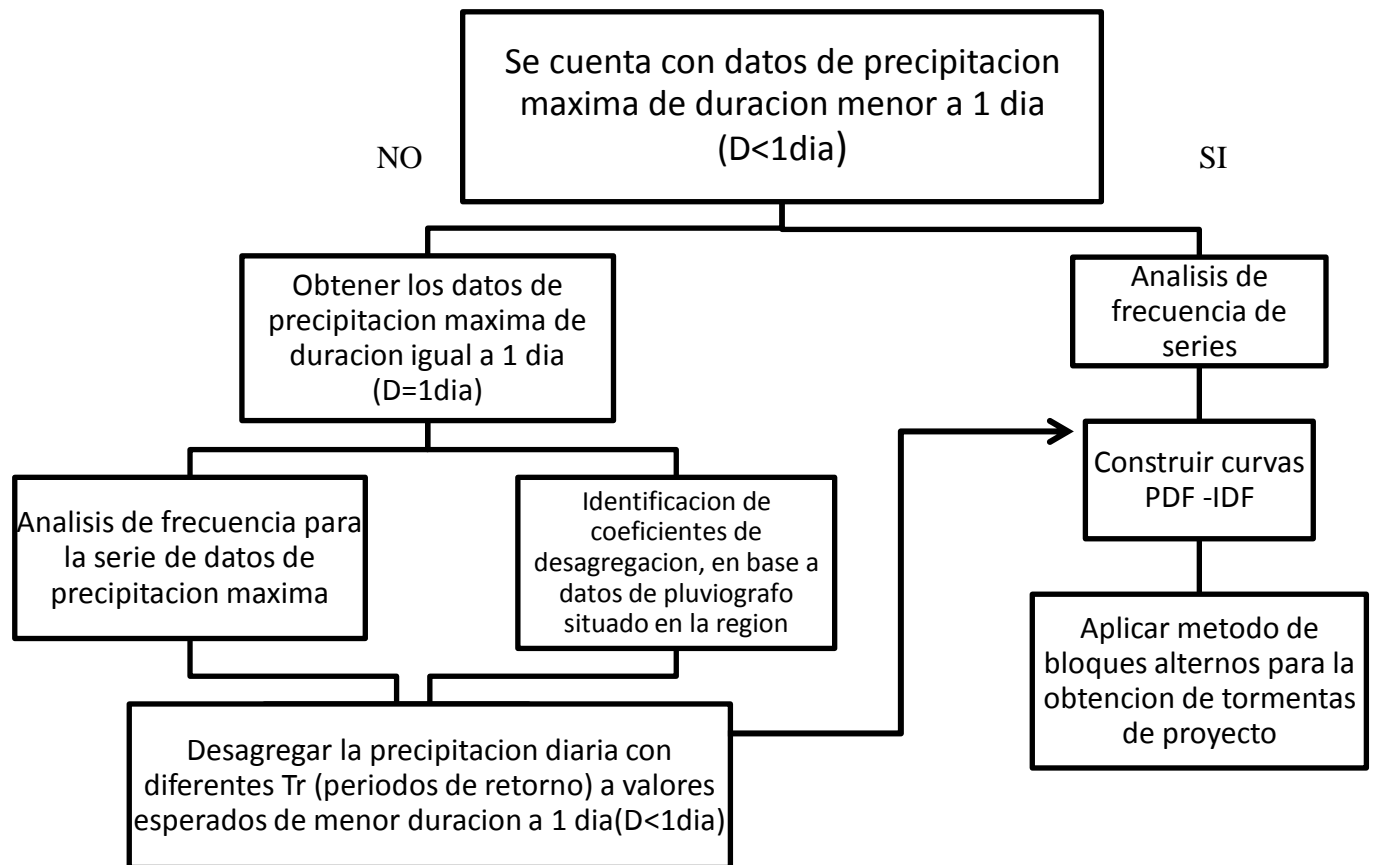 Se cuenta con datos de precipitacion
maxima de duracion menor a 1 dia
(D<1dia)
NO
SI
Obtener los datos de
precipitacion maxima de
duracion igual a 1 dia
(D=1dia)
Analisis de
frecuencia de
series
Analisis de frecuencia para
la serie de datos de
precipitacion maxima
Identificacion de
coeficientes de
desagregacion, en base a
datos de pluviografo
situado en la region
Construir curvas
PDF -IDF
Aplicar metodo de
bloques alternos para la
obtencion de tormentas
de proyecto
Desagregar la precipitacion diaria con
diferentes Tr (periodos de retorno) a valores
esperados de menor duracion a 1 dia(D<1dia)